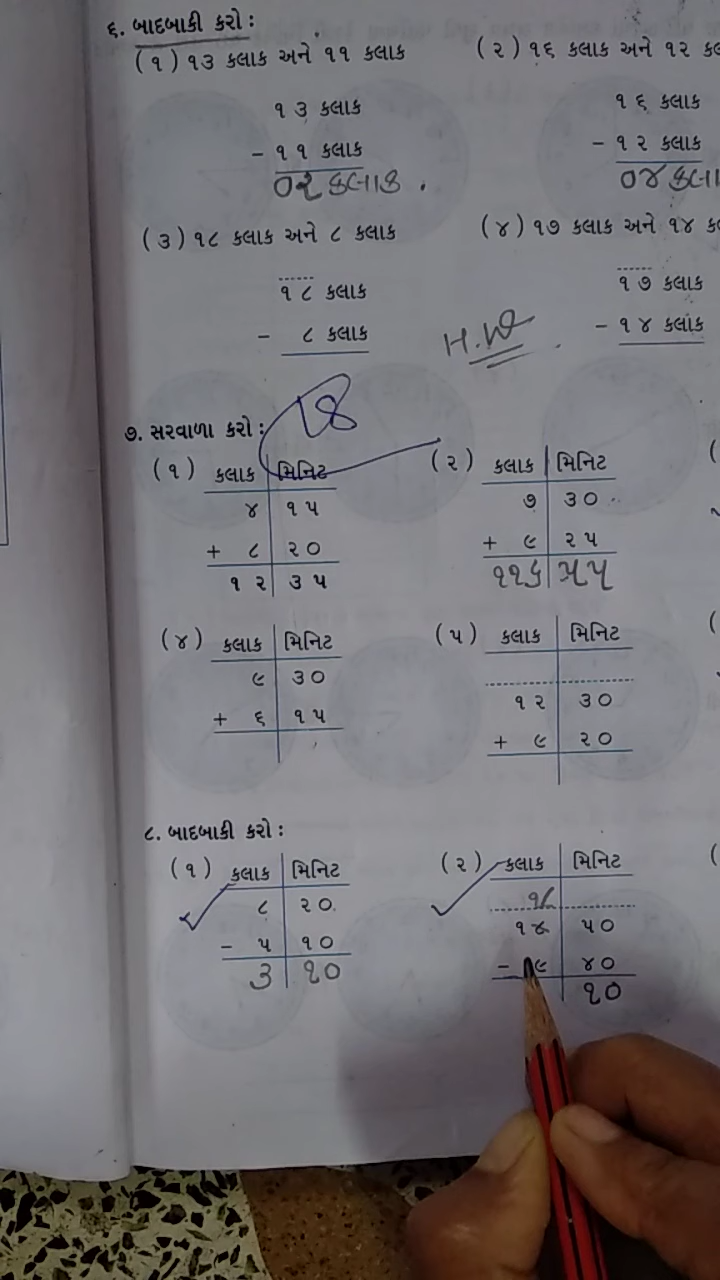 ૬. બાદબાકી કરો :
(૧) ૧૩ કલાક અને ૧૧ કલાક
(૨) ૧૬ કલાક અને ૧૨
૧૩ કલાક
- ૧૧ કલાક
૦૨ કલાક .
૧૬ કલાક
- ૧૨ કલાક
૦૪
(૩) ૧૮ કલાક અને ૮ કલાક
(૪) ૧૭ કલાક અને ૧૪
૧૮ કલાક
- ૮ કલાક
૧૭ કલાક
- ૧૪ કલાક
H.W
18
૭. સરવાળા કરો :
(૧) કલાક મિનિટ
૪ ૧૫
+ ૮ ૨૦
૧૨ ૩૫
(૨) કલાક મિનિટ
૭ ૩૦
+ ૯ ૨૫
૧૧૬ ૫૫
(૪) કલાક મિનિટ
૯ ૩૦
+ ૬ ૧૫
(૫) કલાક મિનિટ
૧૨ ૩૦
+ ૯ ૨૦
૮. બાદબાકી કરો :
(૧) કલાક મિનિટ
૮ ૨૦
- ૫ ૧૦
૩ ૧૦
(૨) કલાક મિનિટ
૧૪ ૫૦
- ૯ ૪૦
૧૦